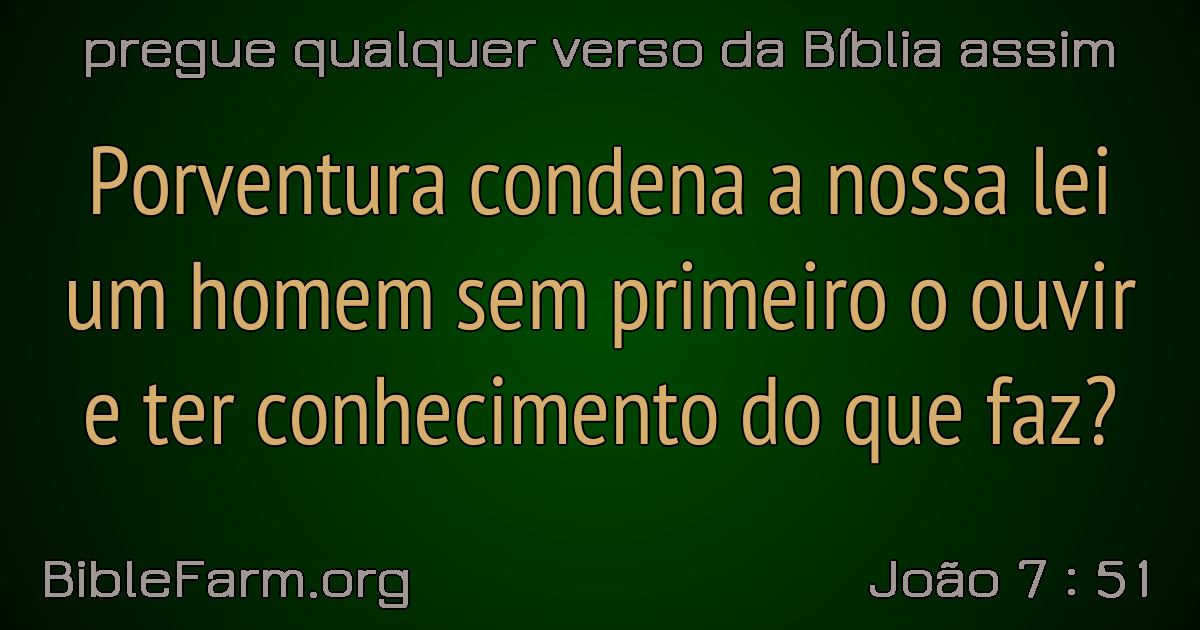 pregue qualquer verso da Bíblia assim
Porventura condena a nossa lei
um homem sem primeiro o ouvir
e ter conhecimento do que faz?
BibleFarm.org
João 7 : 51